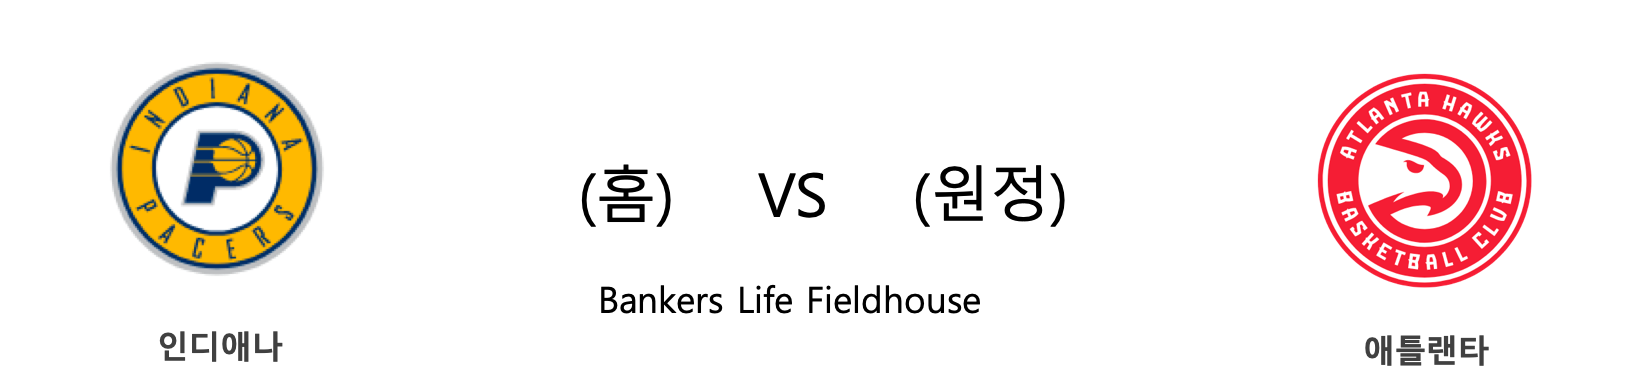 INDIANA
PACERS
ATLANTA HAWKS
BASKETBALL CLUB
(홈) VS (원정)
Bankers Life Fieldhouse
인디애나
애틀랜타